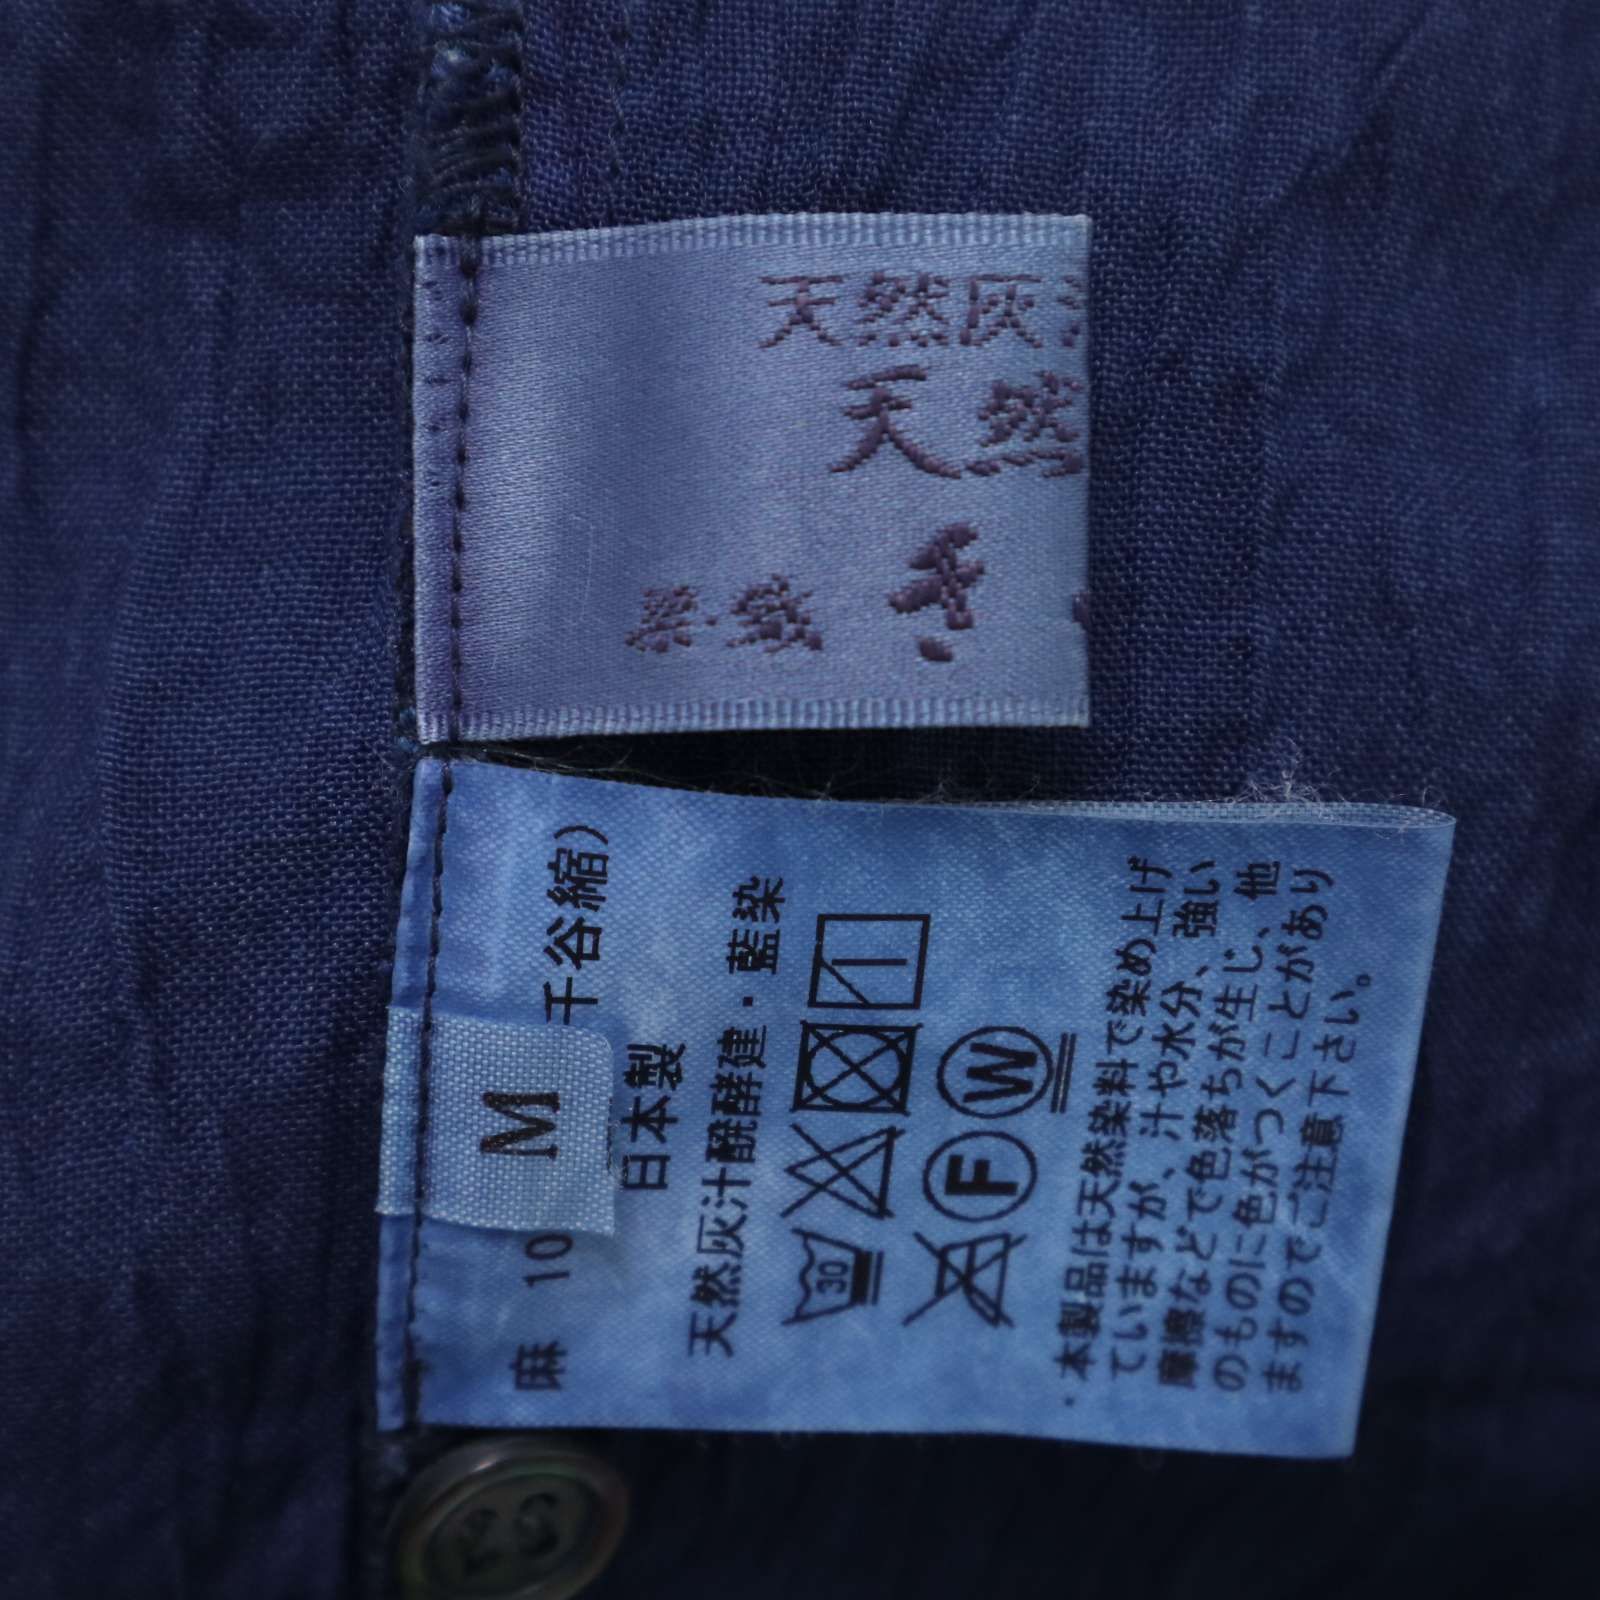 天然灰汁
天然
染織 き
M
麻 10
千谷縮)
日本製
天然灰汁醗酵建・藍染
30
F W
・本製品は天然染料で染め上げ
ていますが、汁や水分、強い
摩擦などで色落ちが生じ、他
のものに色がつくことがあり
ますのでご注意下さい。